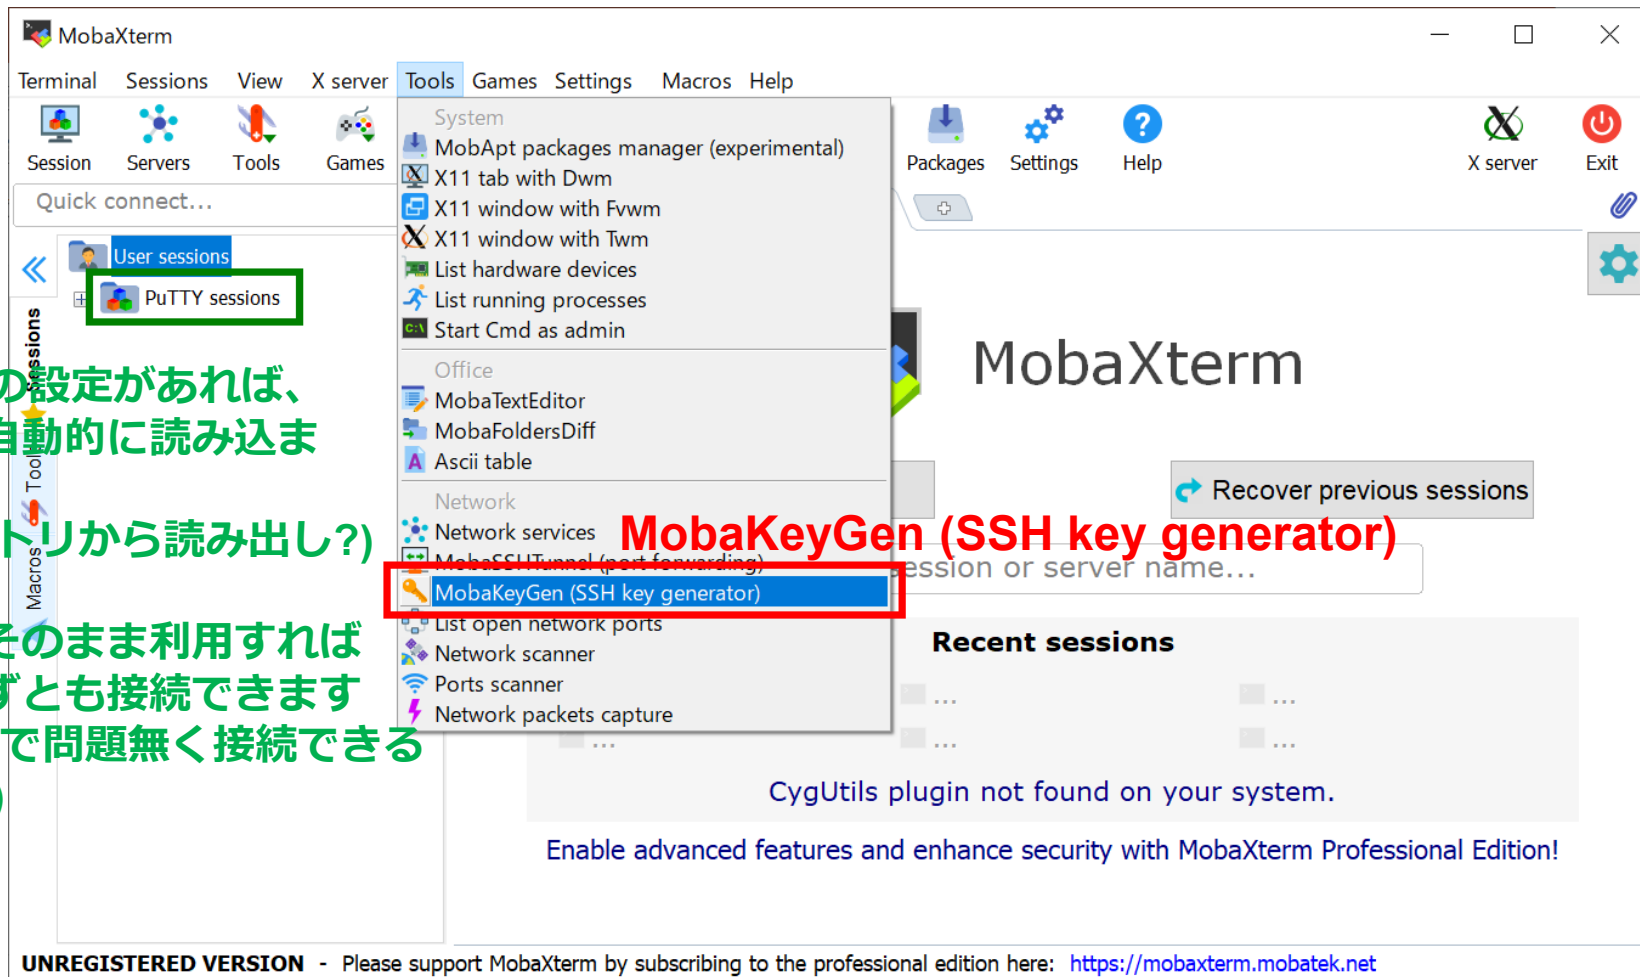 MobaXterm
Terminal Sessions View X server Tools Games Settings Macros Help
Session Servers Tools Games Packages Settings Help X server Exit
Quick connect...
System
MobApt packages manager (experimental)
X11 tab with Dwm
X11 window with Fvwm
X11 window with Twm
List hardware devices
List running processes
Start Cmd as admin
Office
MobaTextEditor
MobaFoldersDiff
Ascii table
Network
Network services
MobaSSHTunnel (port forwarding)
MobaKeyGen (SSH key generator)
List open network ports
Network scanner
Ports scanner
Network packets capture
User sessions
PuTTY sessions
Sessions
Tools
Macros
の設定があれば、
自動的に読み込ま
トリから読み出し?)
そのまま利用すれば
ずとも接続できます
で問題無く接続できる
)
MobaKeyGen (SSH key generator)
MobaXterm
Recover previous sessions
session or server name...
Recent sessions
...
...
...
...
...
CygUtils plugin not found on your system.
Enable advanced features and enhance security with MobaXterm Professional Edition!
UNREGISTERED VERSION - Please support MobaXterm by subscribing to the professional edition here: https://mobaxterm.mobatek.net